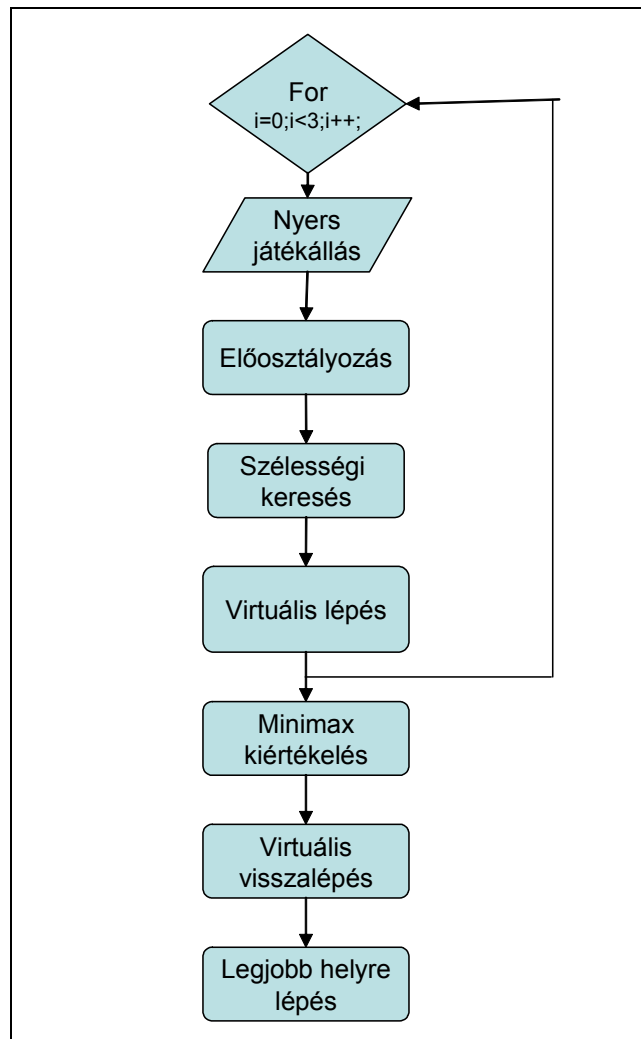 For
i=0;i<3;i++;
Nyers
játékállás
Előosztályozás
Szélességi
keresés
Virtuális lépés
Minimax
kiértékelés
Virtuális
visszalépés
Legjobb helyre
lépés